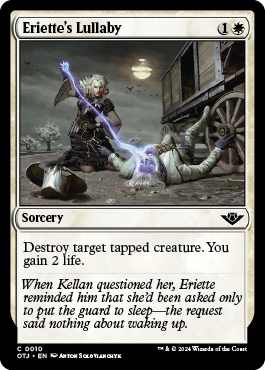 Eriette's Lullaby 1
Sorcery
Destroy target tapped creature. You
gain 2 life.
When Kellan questioned her, Eriette
reminded him that she'd been asked only
to put the guard to sleep—the request
said nothing about waking up.
C 0010
OTJ • EN Anton Solovianchyk
™ & © 2024 Wizards of the Coast